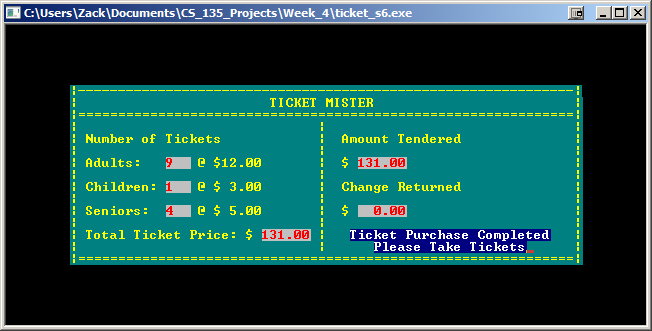 C:\Users\Zack\Documents\CS_135_Projects\Week_4\ticket_s6.exe
TICKET MISTER
Number of Tickets
Adults: 9 @ $12.00
Children: 1 @ $ 3.00
Seniors: 4 @ $ 5.00
Total Ticket Price: $ 131.00
Amount Tendered
$ 131.00
Change Returned
$ 0.00
Ticket Purchase Completed
Please Take Tickets